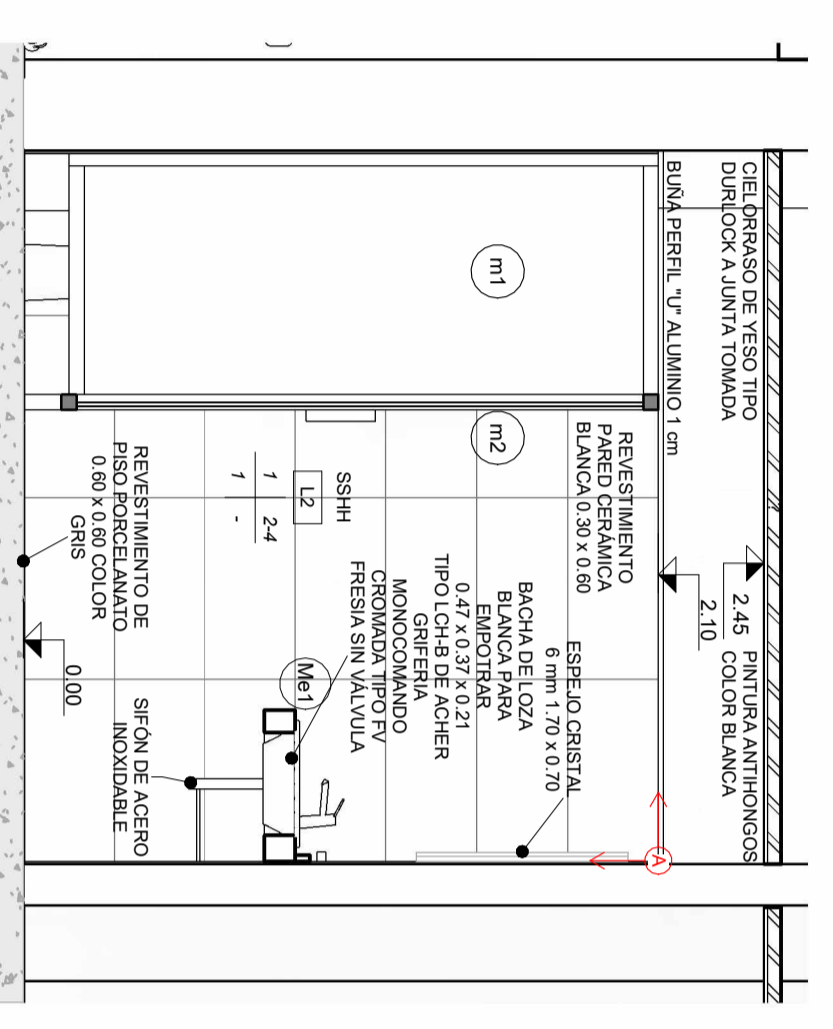 CIELORRASO DE YESO TIPO
DURLOCK A JUNTA TOMADA
BUÑA PERFIL "U" ALUMINIO 1 cm
2.45
2.10
PINTURA ANTIHONGOS
COLOR BLANCA
A
m1
m2
REVESTIMIENTO
PARED CERÁMICA
BLANCA 0.30 x 0.60
ESPEJO CRISTAL
6 mm 1.70 x 0.70
BACHA DE LOZA
BLANCA PARA
EMPOTRAR
0.47 x 0.37 x 0.21
TIPO LCH-B DE ACHER
GRIFERIA
MONOCOMANDO
CROMADA TIPO FV
FRESIA SIN VÁLVULA
SSHH
L2
1 2-4
1 -
Me1
REVESTIMIENTO DE
PISO PORCELANATO
0.60 x 0.60 COLOR
GRIS
0.00
SIFÓN DE ACERO
INOXIDABLE